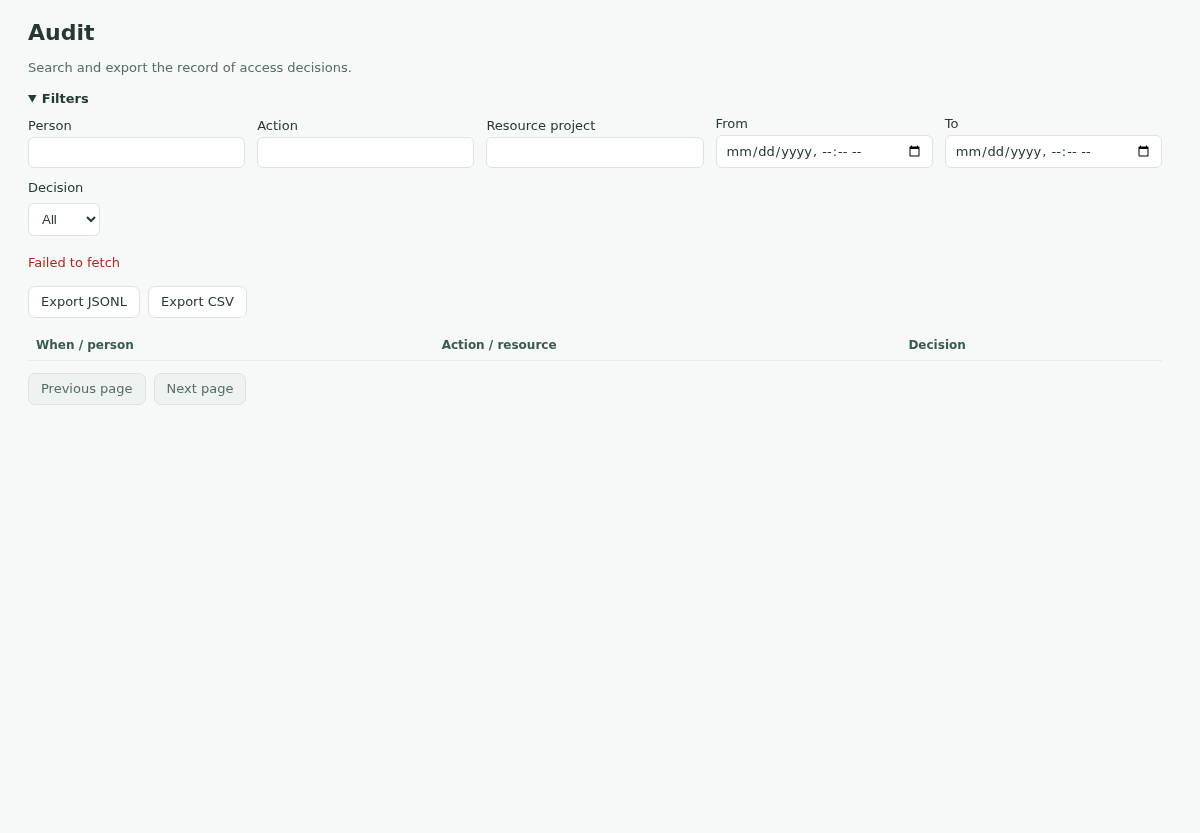 Audit
Search and export the record of access decisions.
▼ Filters
Person Action Resource project From To
mm/dd/yyyy, --:-- -- mm/dd/yyyy, --:-- --
Decision
All
Failed to fetch
Export JSONL Export CSV
When / person Action / resource Decision
Previous page Next page